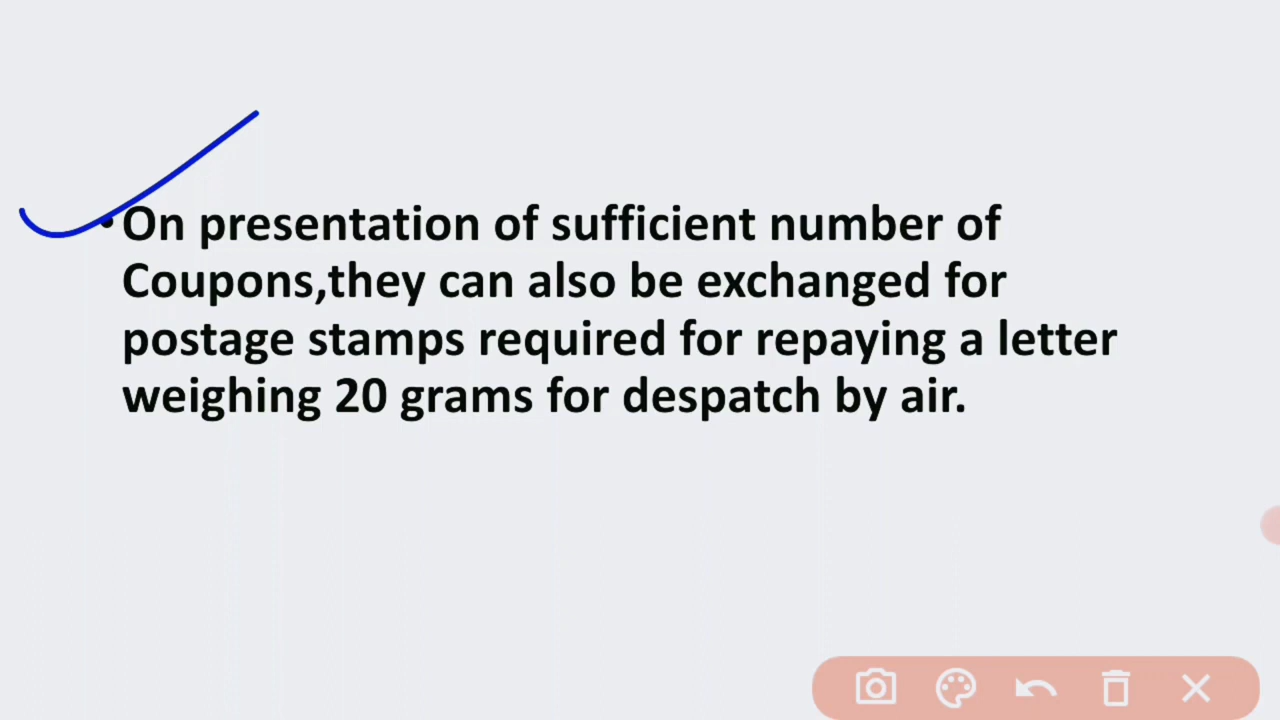 •On presentation of sufficient number of
Coupons,they can also be exchanged for
postage stamps required for repaying a letter
weighing 20 grams for despatch by air.